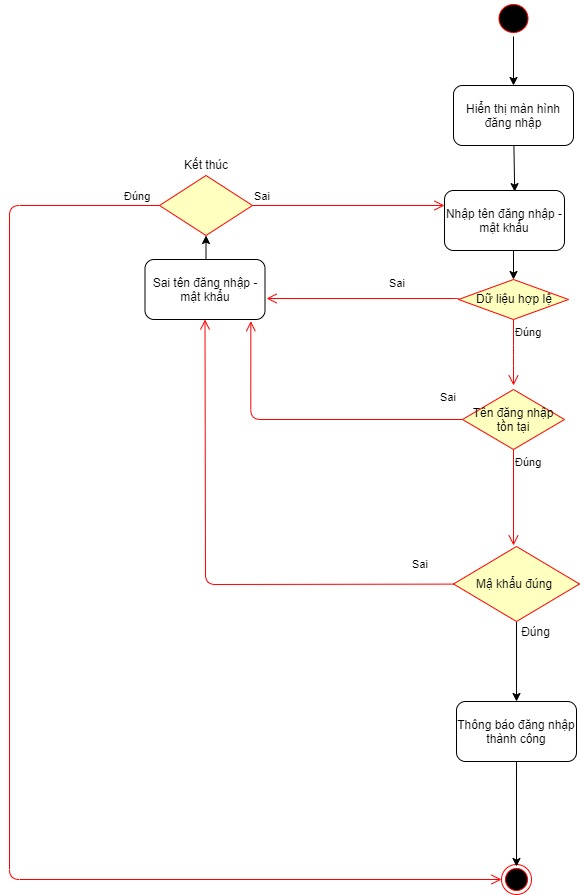 Hiển thị màn hình
đăng nhập
Kết thúc
Đúng
Sai
Nhập tên đăng nhập -
mật khẩu
Sai tên đăng nhập -
mật khẩu
Sai
Dữ liệu hợp lệ
Đúng
Sai
Tên đăng nhập
tồn tại
Đúng
Sai
Mậ khẩu đúng
Đúng
Thông báo đăng nhập
thành công